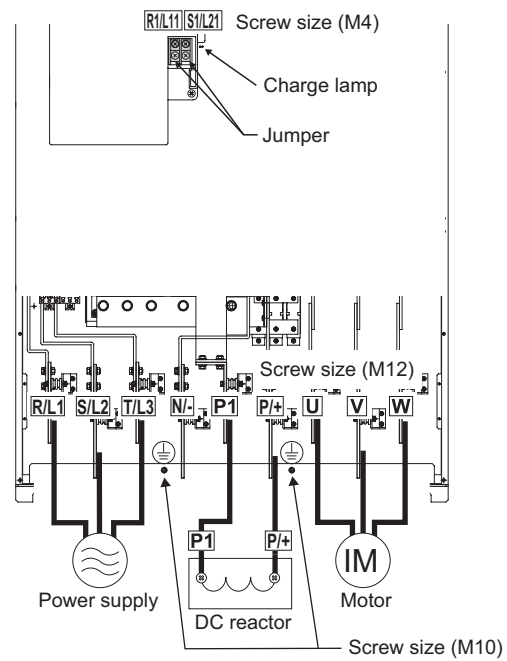 R1/L11 S1/L21 Screw size (M4)
Charge lamp
Jumper
Screw size (M12)
R/L1 S/L2 T/L3 N/- P1 P/+ U V W
P1 P/+
IM
Power supply
DC reactor
Motor
Screw size (M10)